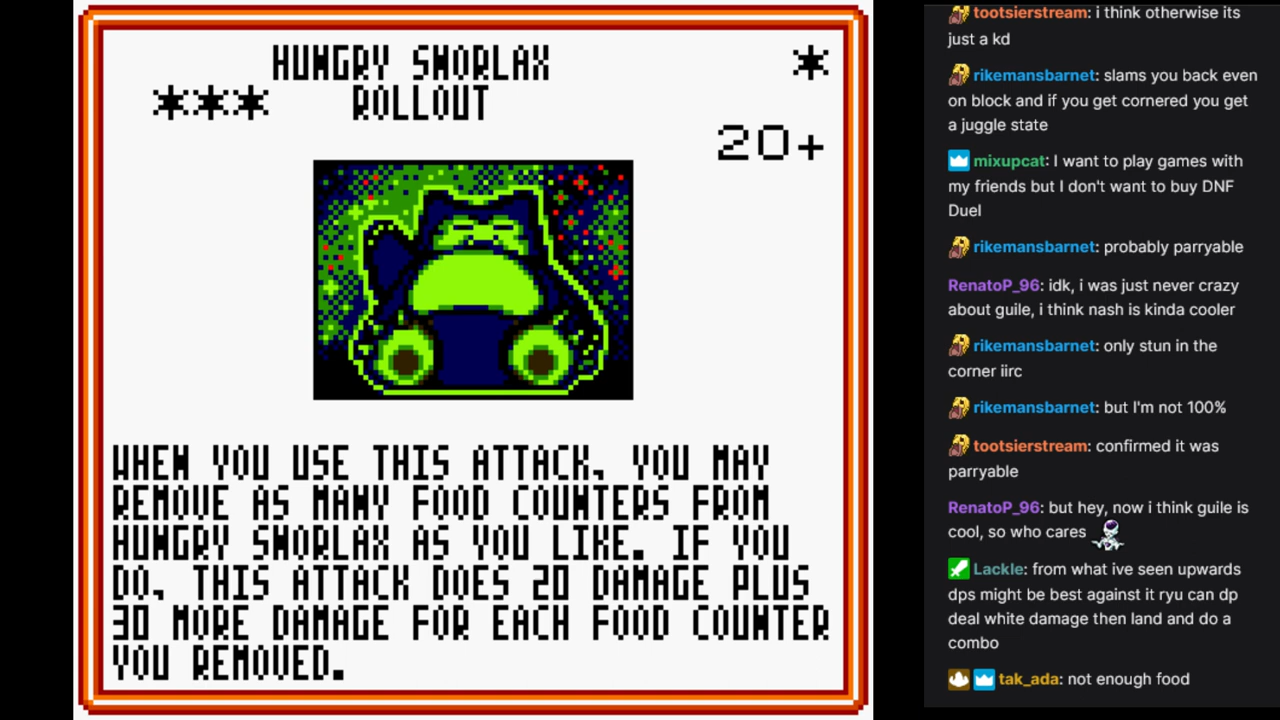 HUNGRY SNORLAX *
*** ROLLOUT
20+
WHEN YOU USE THIS ATTACK, YOU MAY
REMOVE AS MANY FOOD COUNTERS FROM
HUNGRY SNORLAX AS YOU LIKE. IF YOU
DO, THIS ATTACK DOES 20 DAMAGE PLUS
30 MORE DAMAGE FOR EACH FOOD COUNTER
YOU REMOVED.
tootsierstream: i think otherwise its
just a kd
rikemansbarnet: slams you back even
on block and if you get cornered you get
a juggle state
mixupcat: I want to play games with
my friends but I don't want to buy DNF
Duel
rikemansbarnet: probably parryable
RenatoP_96: idk, i was just never crazy
about guile, i think nash is kinda cooler
rikemansbarnet: only stun in the
corner iirc
rikemansbarnet: but I'm not 100%
tootsierstream: confirmed it was
parryable
RenatoP_96: but hey, now i think guile is
cool, so who cares
Lackle: from what ive seen upwards
dps might be best against it ryu can dp
deal white damage then land and do a
combo
tak_ada: not enough food